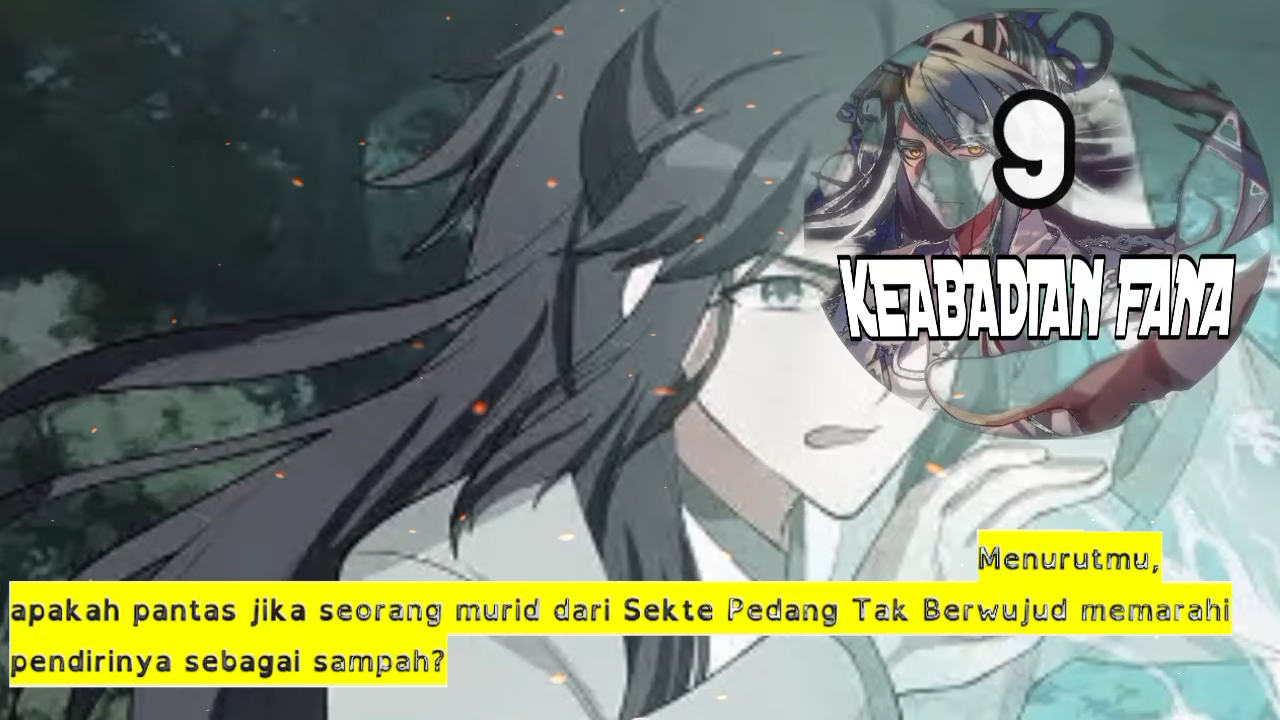 9
KEABADIAN FANA
Menurutmu,
apakah pantas jika seorang murid dari Sekte Pedang Tak Berwujud memarahi
pendirinya sebagai sampah?